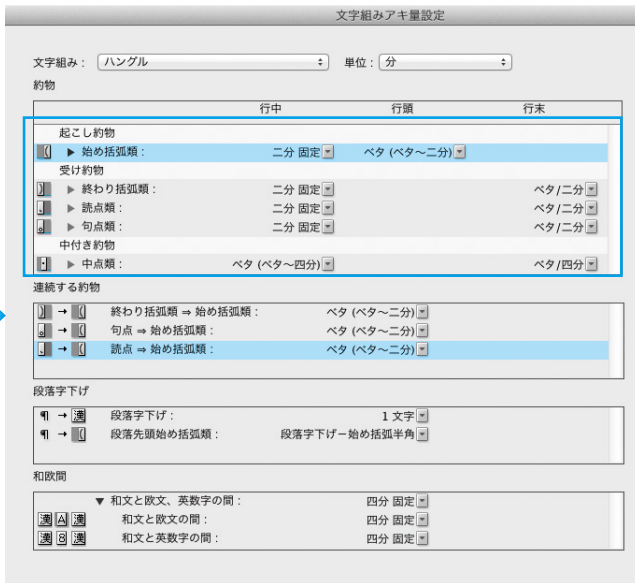 文字組みアキ量設定
文字組み： ハングル 単位： 分
約物
行中 行頭 行末
起こし約物
▶ 始め括弧類： 二分 固定 ベタ (ベタ〜二分)
受け約物
▶ 終わり括弧類： 二分 固定 ベタ/二分
▶ 読点類： 二分 固定 ベタ/二分
▶ 句点類： 二分 固定 ベタ/二分
中付き約物
▶ 中点類： ベタ (ベタ〜四分) ベタ/四分
連続する約物
】 → 【 終わり括弧類 ⇒ 始め括弧類： ベタ (ベタ〜二分)
。 → 【 句点 ⇒ 始め括弧類： ベタ (ベタ〜二分)
、 → 【 読点 ⇒ 始め括弧類： ベタ (ベタ〜二分)
段落字下げ
¶ → 漢 段落字下げ： 1 文字
¶ → 【 段落先頭始め括弧類： 段落字下げー始め括弧半角
和欧間
▼ 和文と欧文、英数字の間： 四分 固定
漢 A 漢 和文と欧文の間： 四分 固定
漢 8 漢 和文と英数字の間： 四分 固定